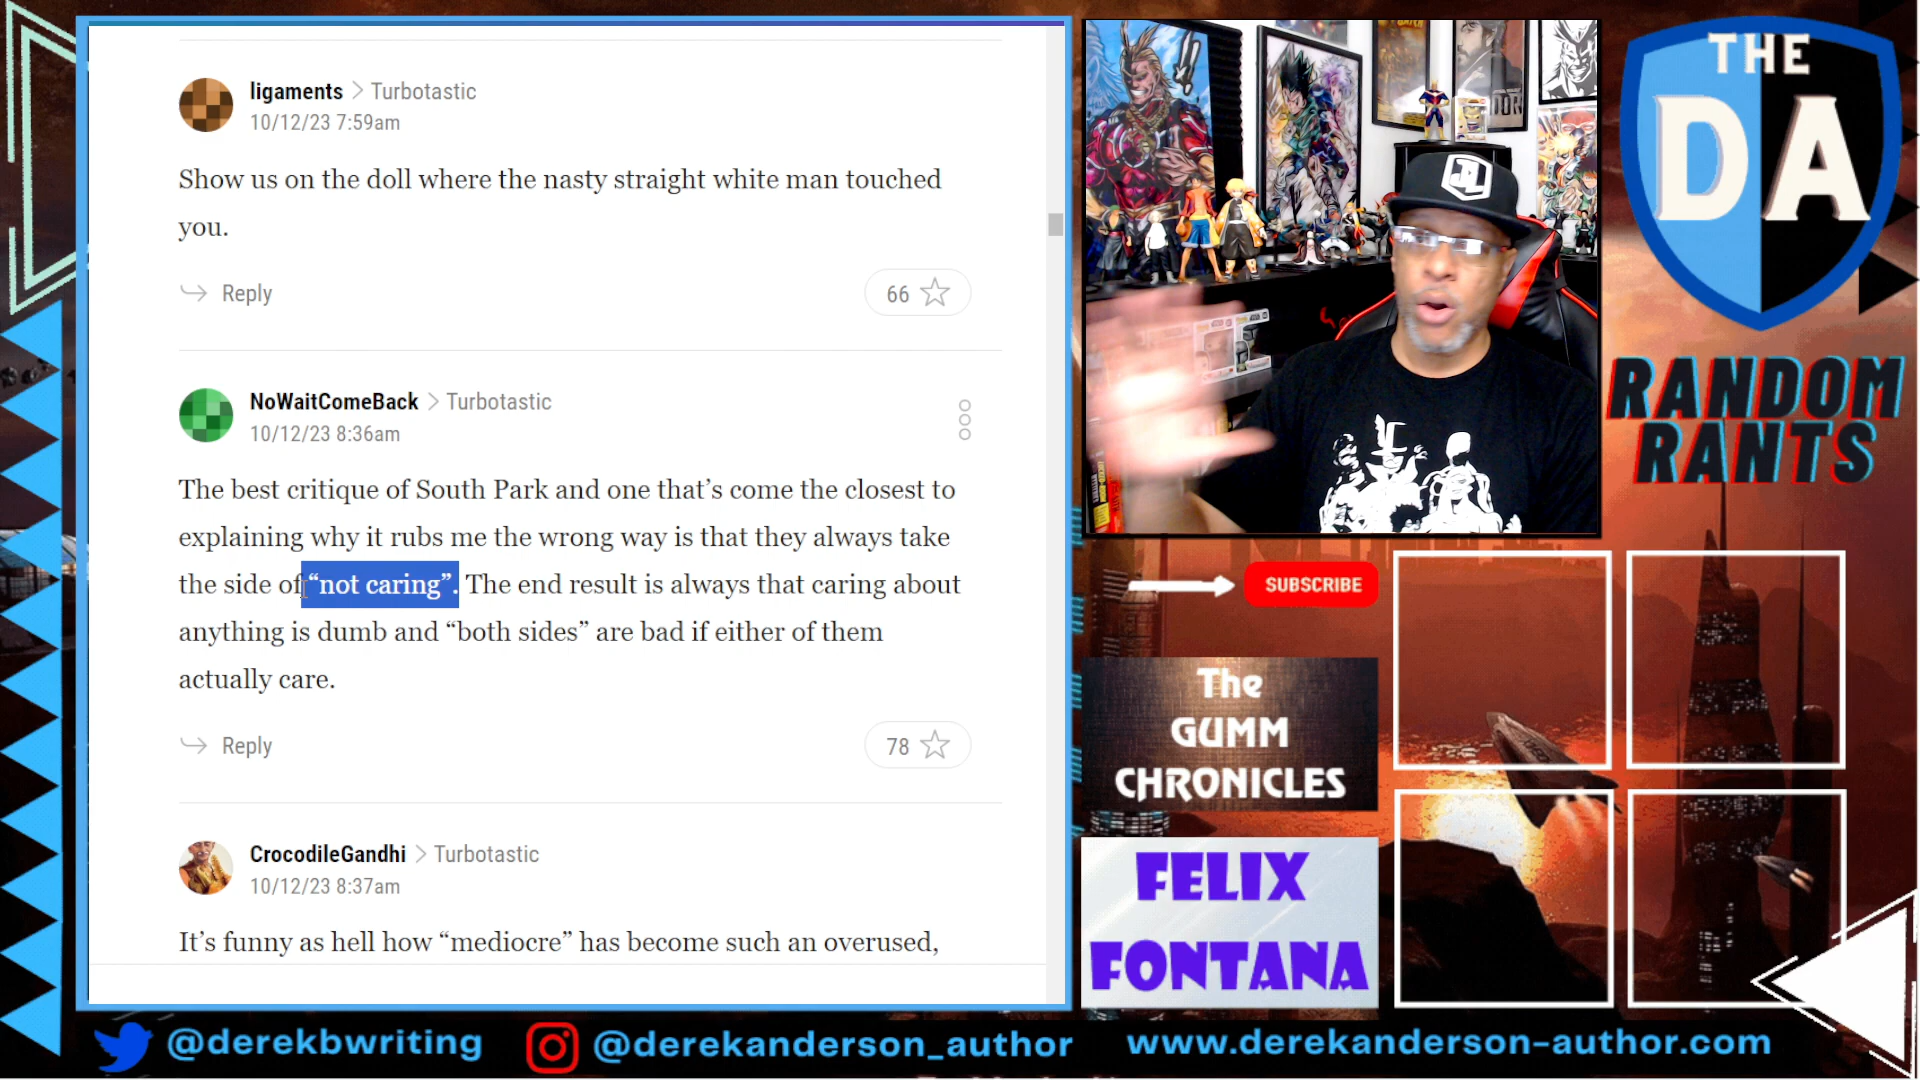 ligaments > Turbotastic
10/12/23 7:59am
Show us on the doll where the nasty straight white man touched
you.
Reply
66
NoWaitComeBack > Turbotastic
10/12/23 8:36am
The best critique of South Park and one that’s come the closest to
explaining why it rubs me the wrong way is that they always take
the side of “not caring”. The end result is always that caring about
anything is dumb and “both sides” are bad if either of them
actually care.
Reply
78
CrocodileGandhi > Turbotastic
10/12/23 8:37am
It’s funny as hell how “mediocre” has become such an overused,
THE
DA
RANDOM
RANTS
SUBSCRIBE
The
GUMM
CHRONICLES
FELIX
FONTANA
@derekbwriting
@derekanderson_author
www.derekanderson-author.com